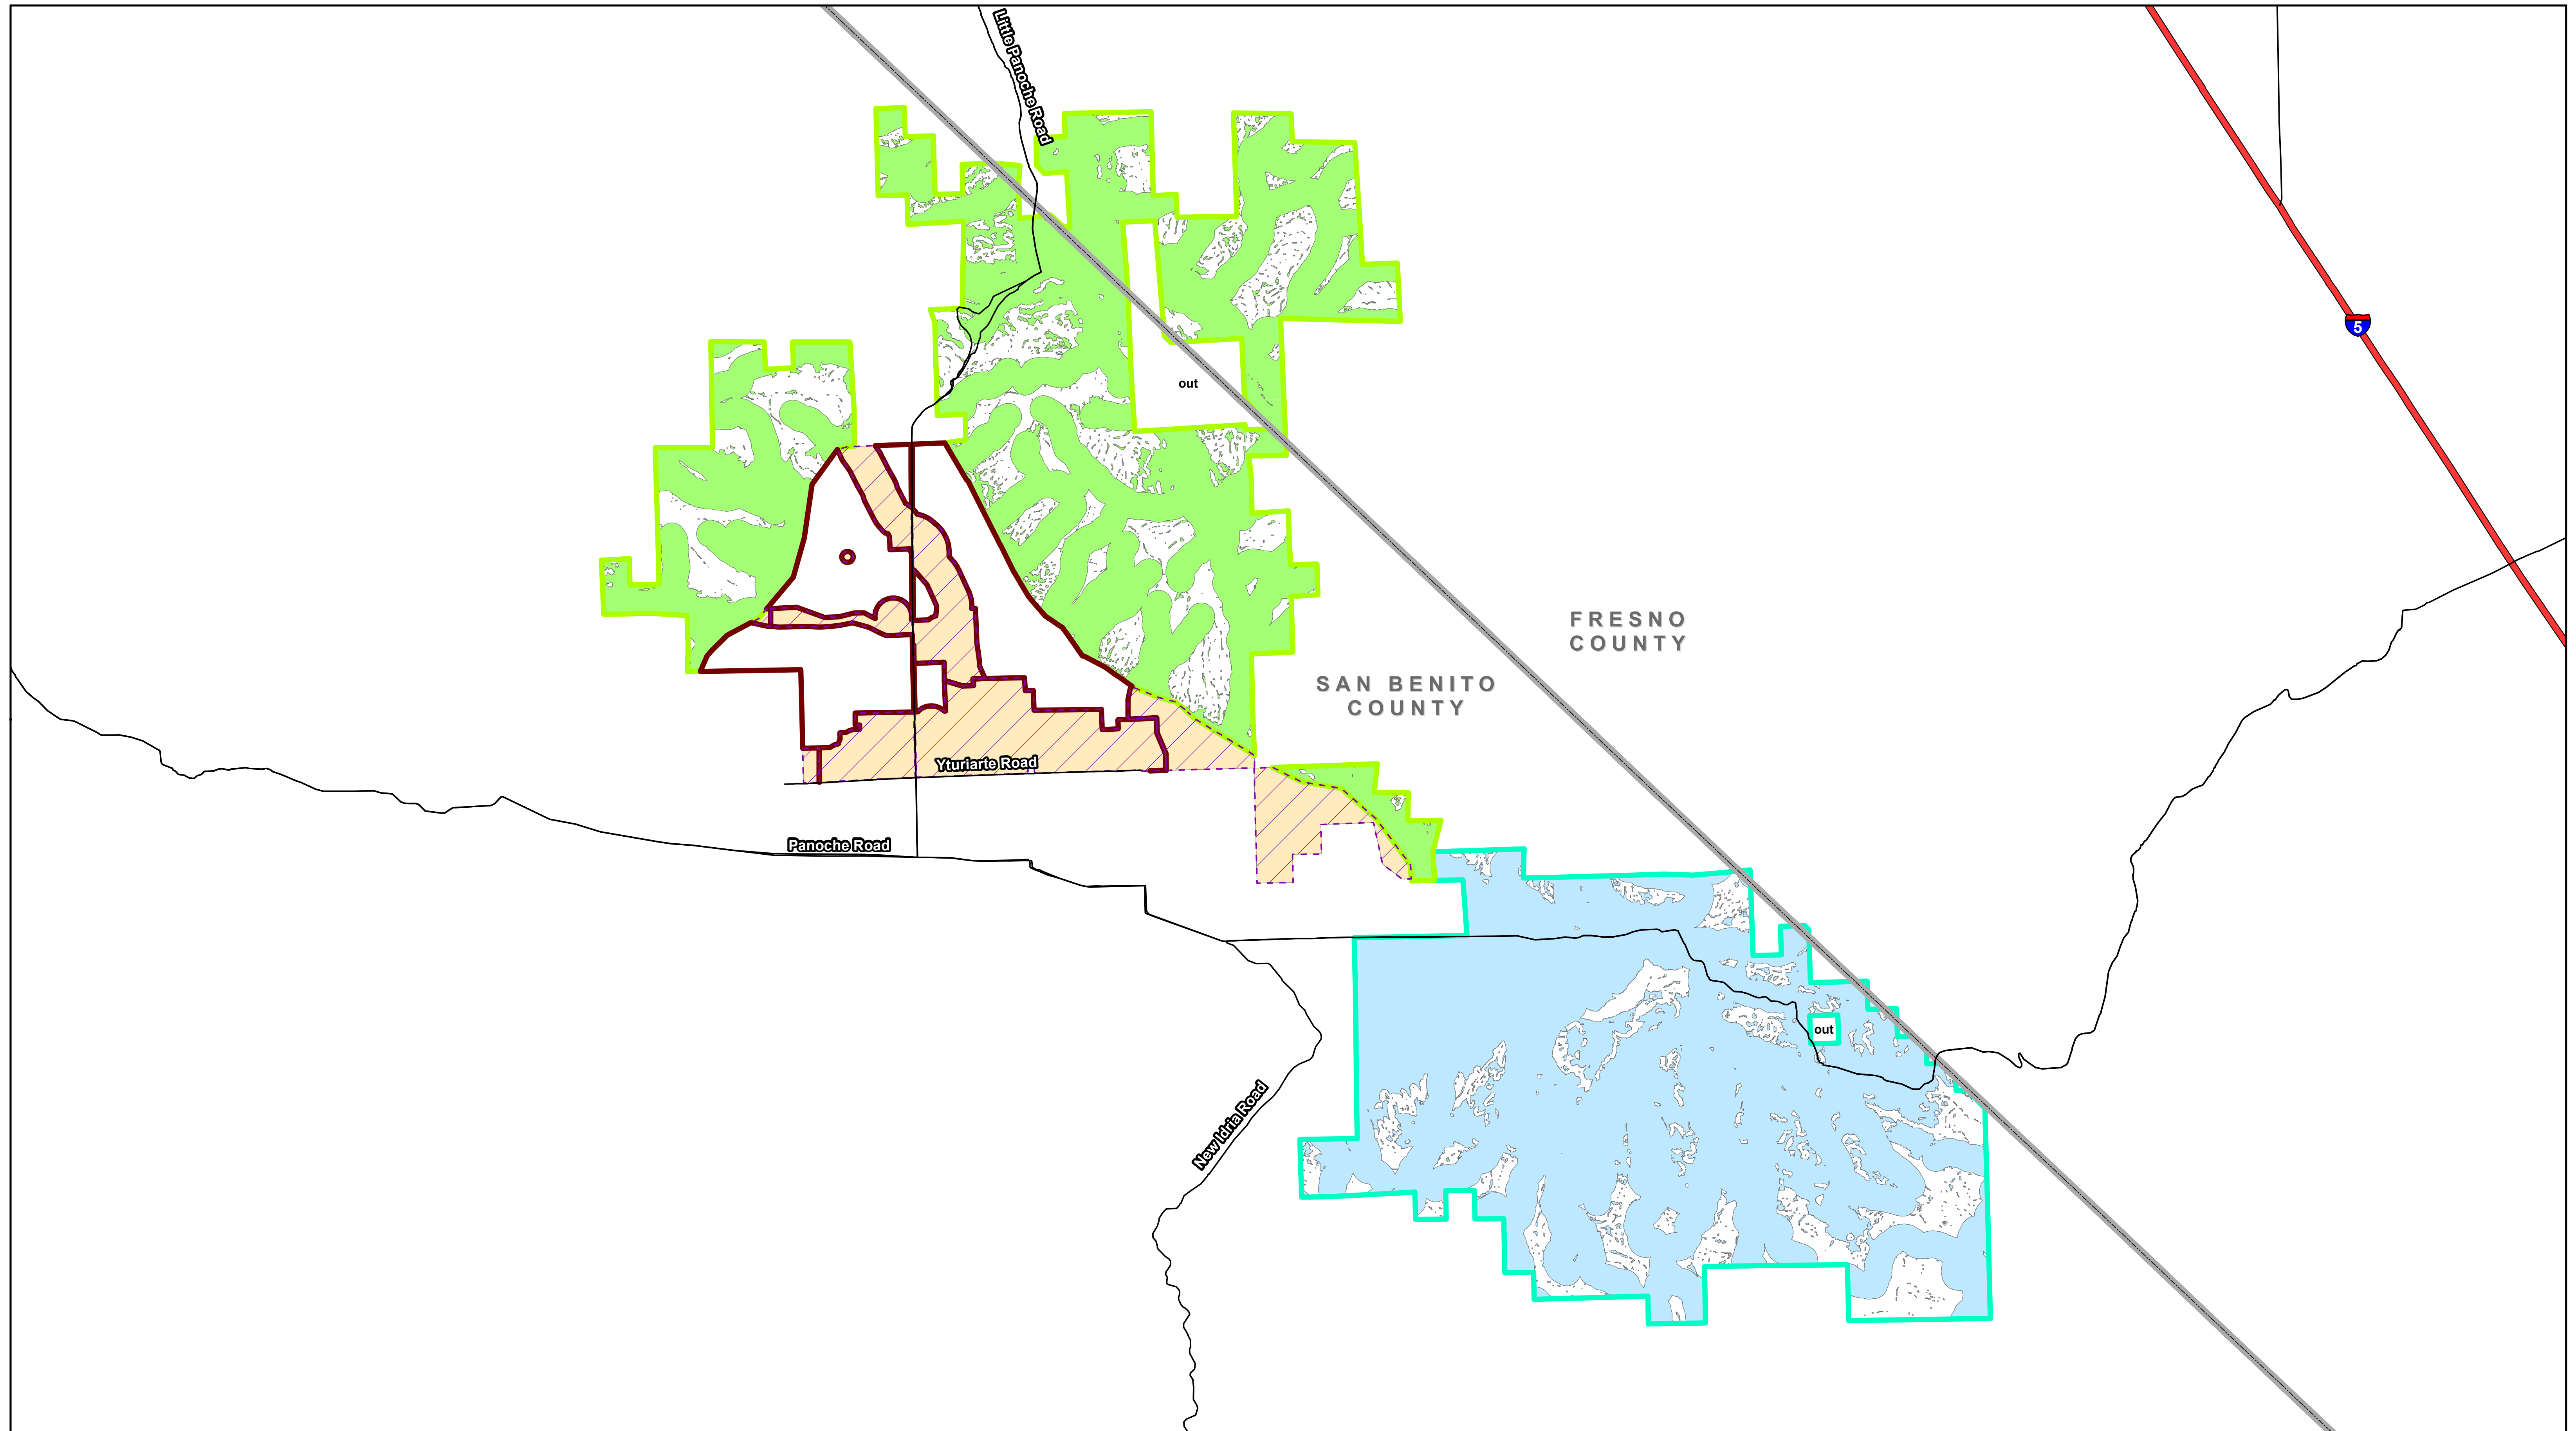 Little Panoche Road
5
out
FRESNO
COUNTY
SAN BENITO
COUNTY
Yturiarte Road
Panoche Road
out
New Idria Road